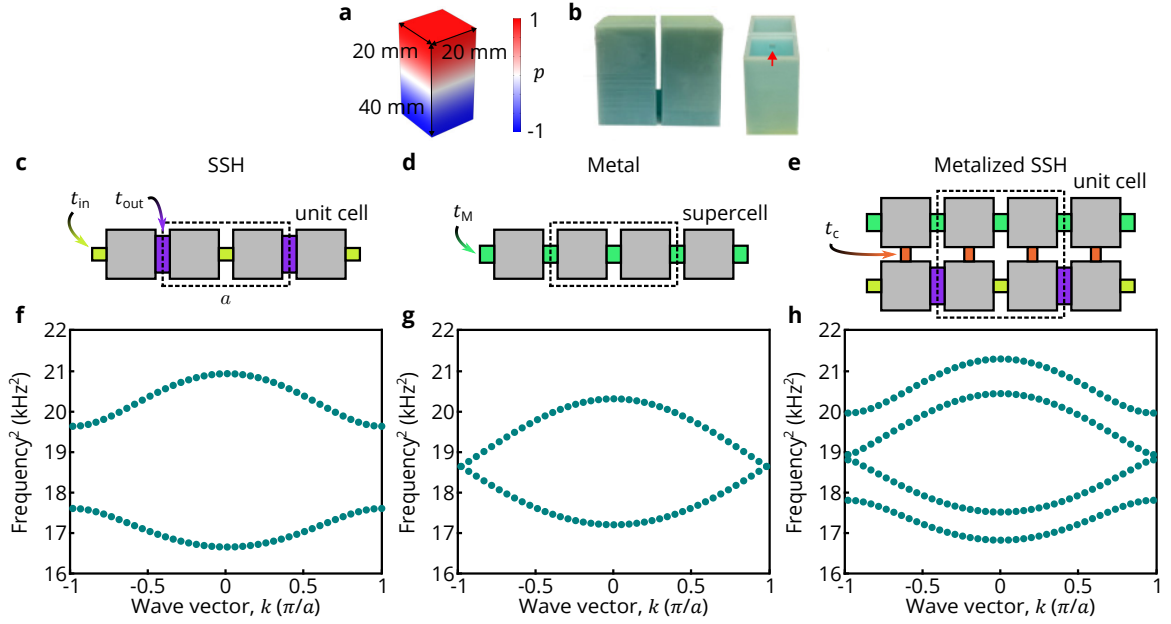 a
b
20 mm
20 mm
40 mm
1
p
-1
c
SSH
d
Metal
e
Metalized SSH
t_in
t_out
unit cell
a
t_M
supercell
unit cell
t_c
f
g
h
Frequency² (kHz²)
22
21
20
19
18
17
16
-1
-0.5
0
0.5
1
Wave vector, k (π/a)
Frequency² (kHz²)
22
21
20
19
18
17
16
-1
-0.5
0
0.5
1
Wave vector, k (π/a)
Frequency² (kHz²)
22
21
20
19
18
17
16
-1
-0.5
0
0.5
1
Wave vector, k (π/a)